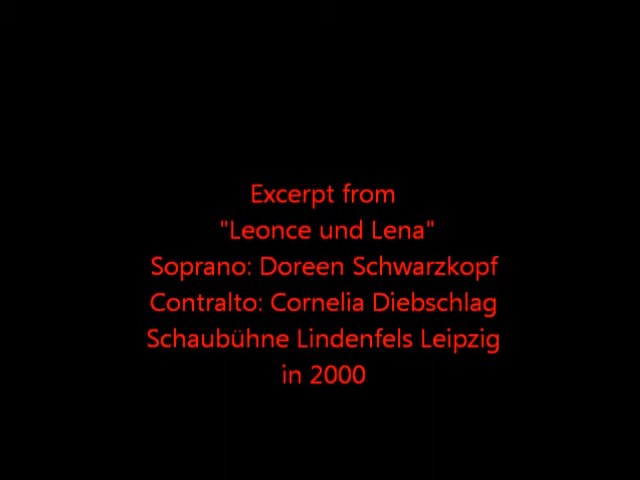 Excerpt from
"Leonce und Lena"
Soprano: Doreen Schwarzkopf
Contralto: Cornelia Diebschlag
Schaubühne Lindenfels Leipzig
in 2000